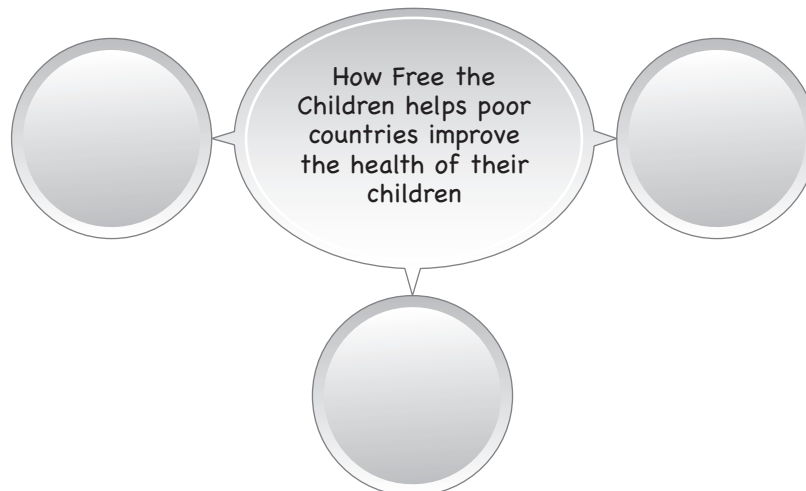 How Free the
Children helps poor
countries improve
the health of their
children